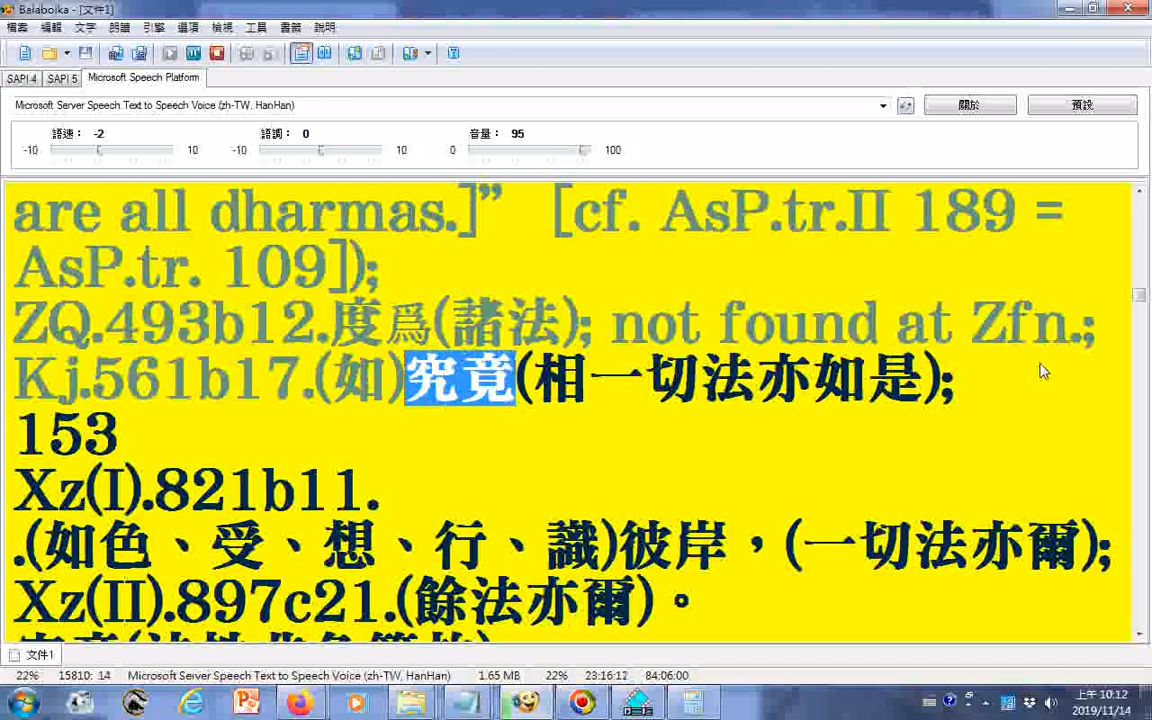 Balabolka - [文件1]
檔案 編輯 文字 朗讀 引擎 選項 檢視 工具 書籤 說明
SAPI 4 SAPI 5 Microsoft Speech Platform
Microsoft Server Speech Text to Speech Voice (zh-TW, HanHan) 關於 預設
語速： -2 語調： 0 音量： 95
-10 10 -10 10 0 100
are all dharmas.]” [cf. AsP.tr.II 189 =
AsP.tr. 109]);
ZQ.493b12.度爲(諸法); not found at Zfn.;
Kj.561b17.(如)究竟(相一切法亦如是);
153
Xz(I).821b11.
.(如色、受、想、行、識)彼岸，(一切法亦爾);
Xz(II).897c21.(餘法亦爾)。
文件1
22% 15810: 14 Microsoft Server Speech Text to Speech Voice (zh-TW, HanHan) 1.65 MB 22% 23:16:12 84:06:00
上午 10:12
2019/11/14